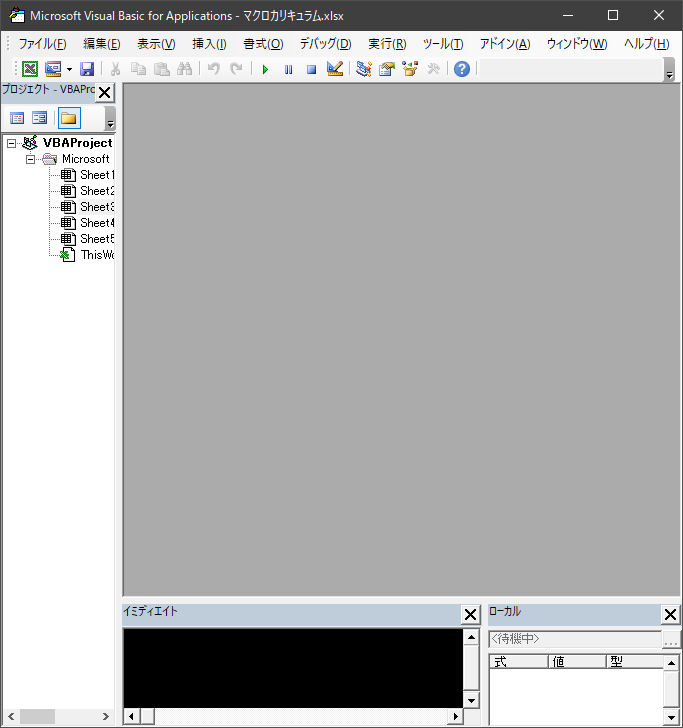 Microsoft Visual Basic for Applications - マクロカリキュラム.xlsx
ファイル(F) 編集(E) 表示(V) 挿入(I) 書式(O) デバッグ(D) 実行(R) ツール(T) アドイン(A) ウィンドウ(W) ヘルプ(H)
プロジェクト - VBAPro
VBAProject
Microsoft
Sheet1
Sheet2
Sheet3
Sheet4
Sheet5
ThisWo
イミディエイト
ローカル
<待機中>
...
式 値 型